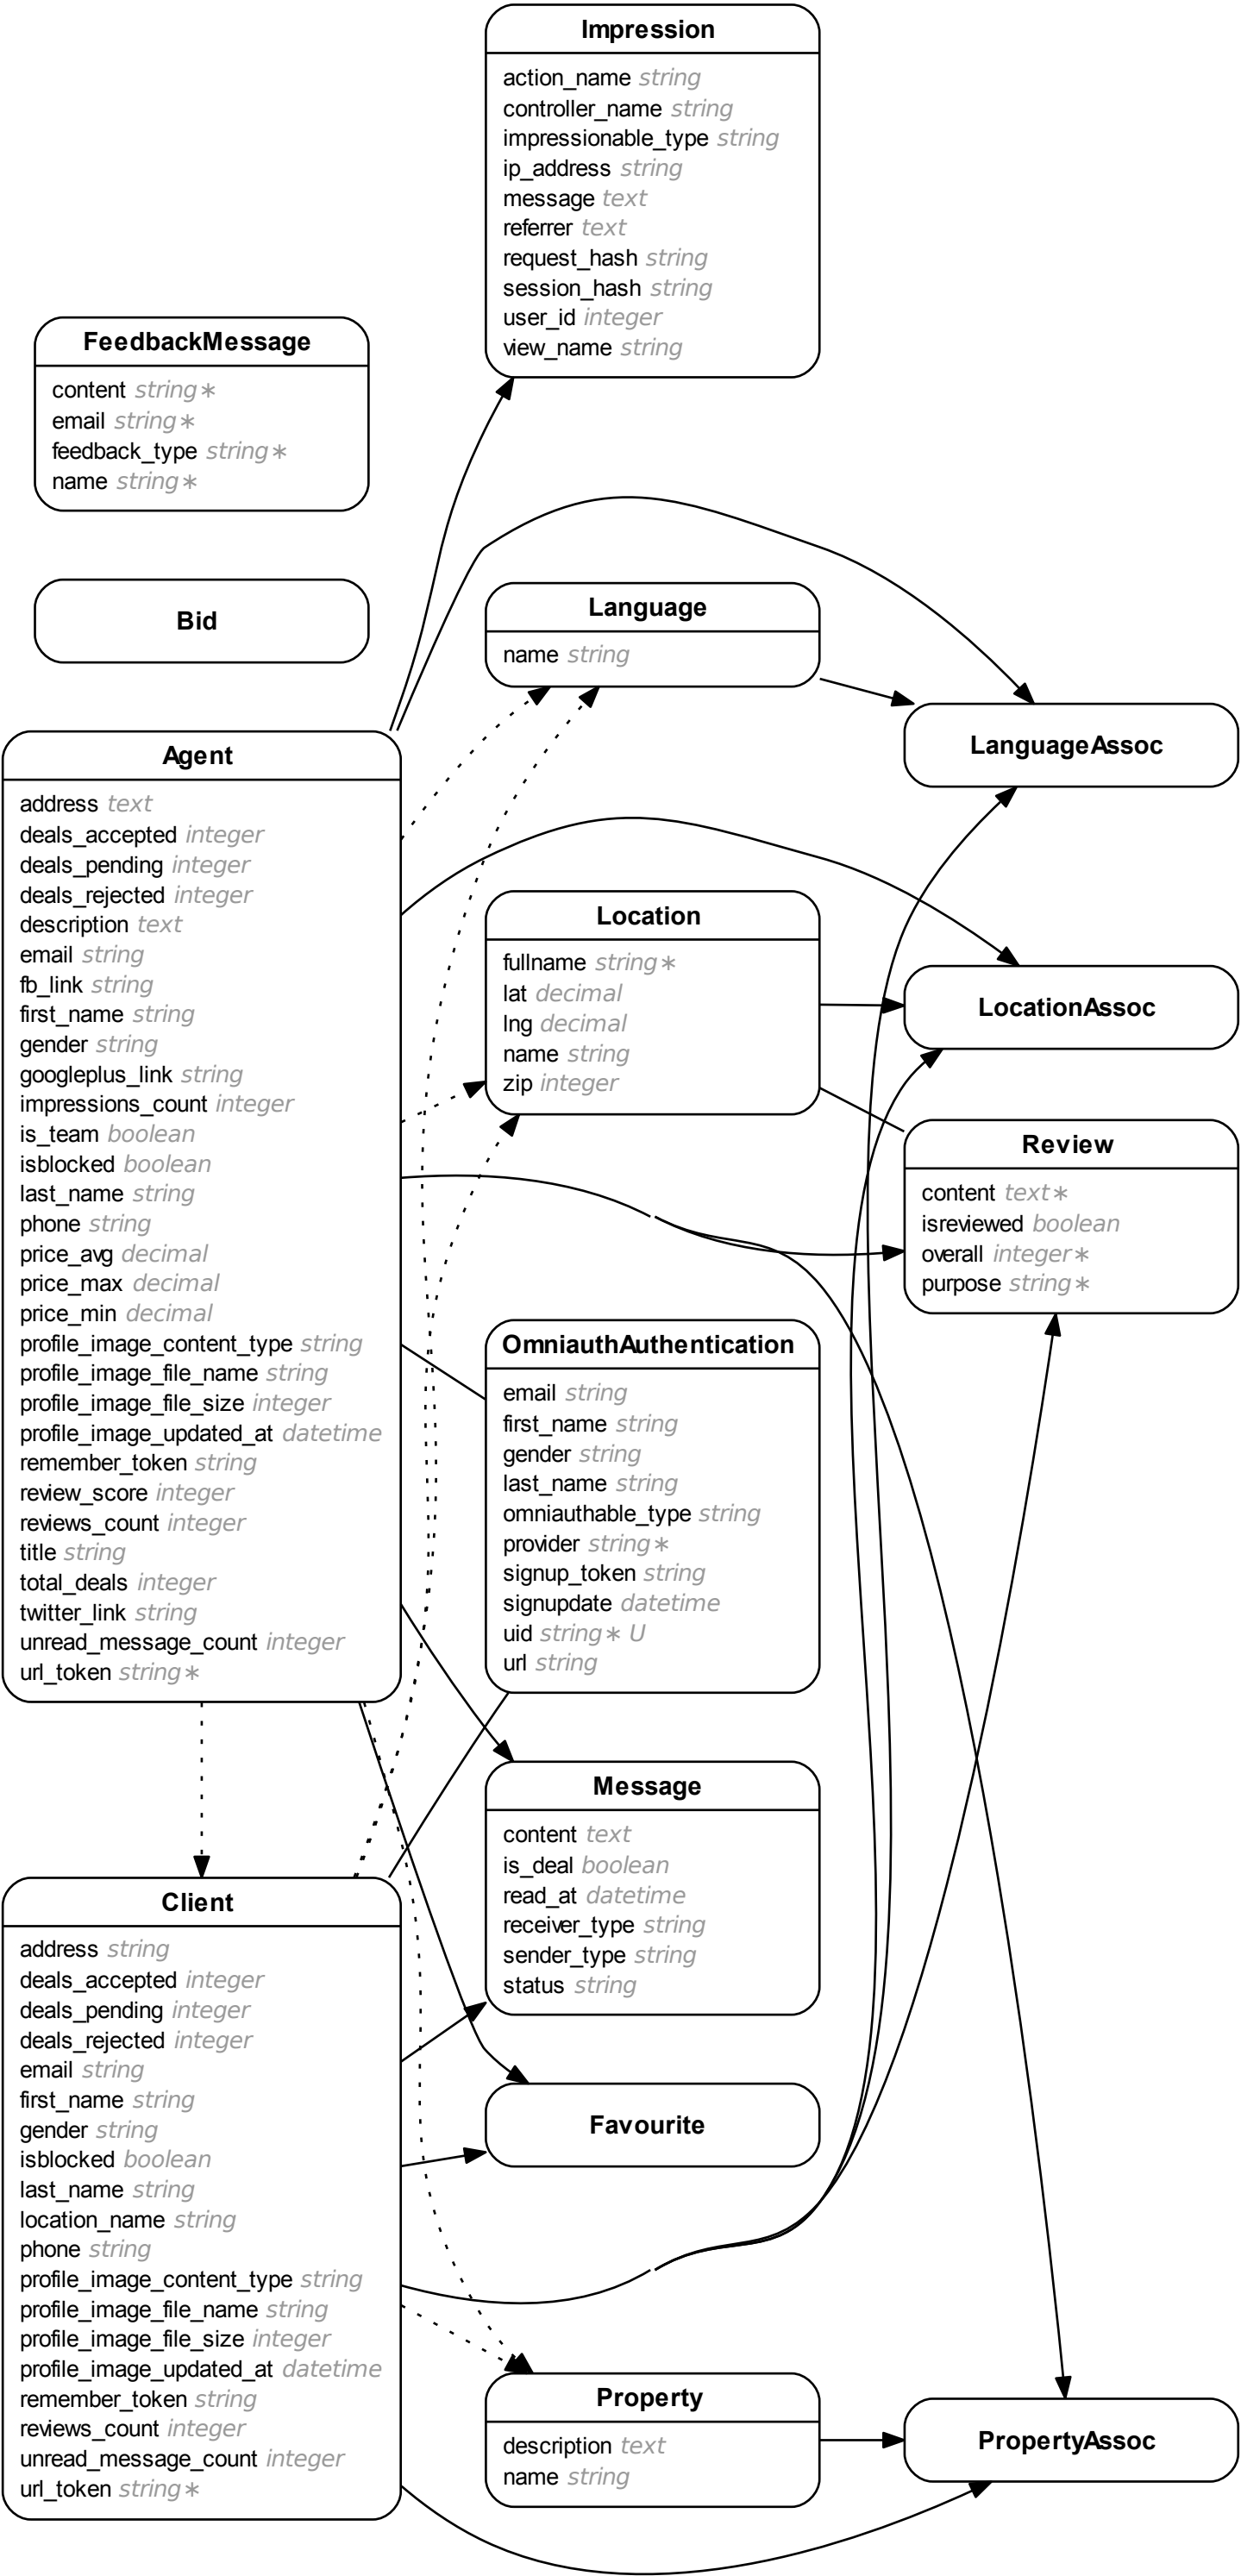 Impression
action_name string
controller_name string
impressionable_type string
ip_address string
message text
referrer text
request_hash string
session_hash string
user_id integer
view_name string
FeedbackMessage
content string∗
email string∗
feedback_type string∗
name string∗
Bid
Language
name string
LanguageAssoc
Agent
address text
deals_accepted integer
deals_pending integer
deals_rejected integer
description text
email string
fb_link string
first_name string
gender string
googleplus_link string
impressions_count integer
is_team boolean
isblocked boolean
last_name string
phone string
price_avg decimal
price_max decimal
price_min decimal
profile_image_content_type string
profile_image_file_name string
profile_image_file_size integer
profile_image_updated_at datetime
remember_token string
review_score integer
reviews_count integer
title string
total_deals integer
twitter_link string
unread_message_count integer
url_token string∗
Location
fullname string∗
lat decimal
lng decimal
name string
zip integer
LocationAssoc
Review
content text∗
isreviewed boolean
overall integer∗
purpose string∗
OmniauthAuthentication
email string
first_name string
gender string
last_name string
omniauthable_type string
provider string∗
signup_token string
signupdate datetime
uid string∗ U
url string
Message
content text
is_deal boolean
read_at datetime
receiver_type string
sender_type string
status string
Client
address string
deals_accepted integer
deals_pending integer
deals_rejected integer
email string
first_name string
gender string
isblocked boolean
last_name string
location_name string
phone string
profile_image_content_type string
profile_image_file_name string
profile_image_file_size integer
profile_image_updated_at datetime
remember_token string
reviews_count integer
unread_message_count integer
url_token string∗
Favourite
Property
description text
name string
PropertyAssoc